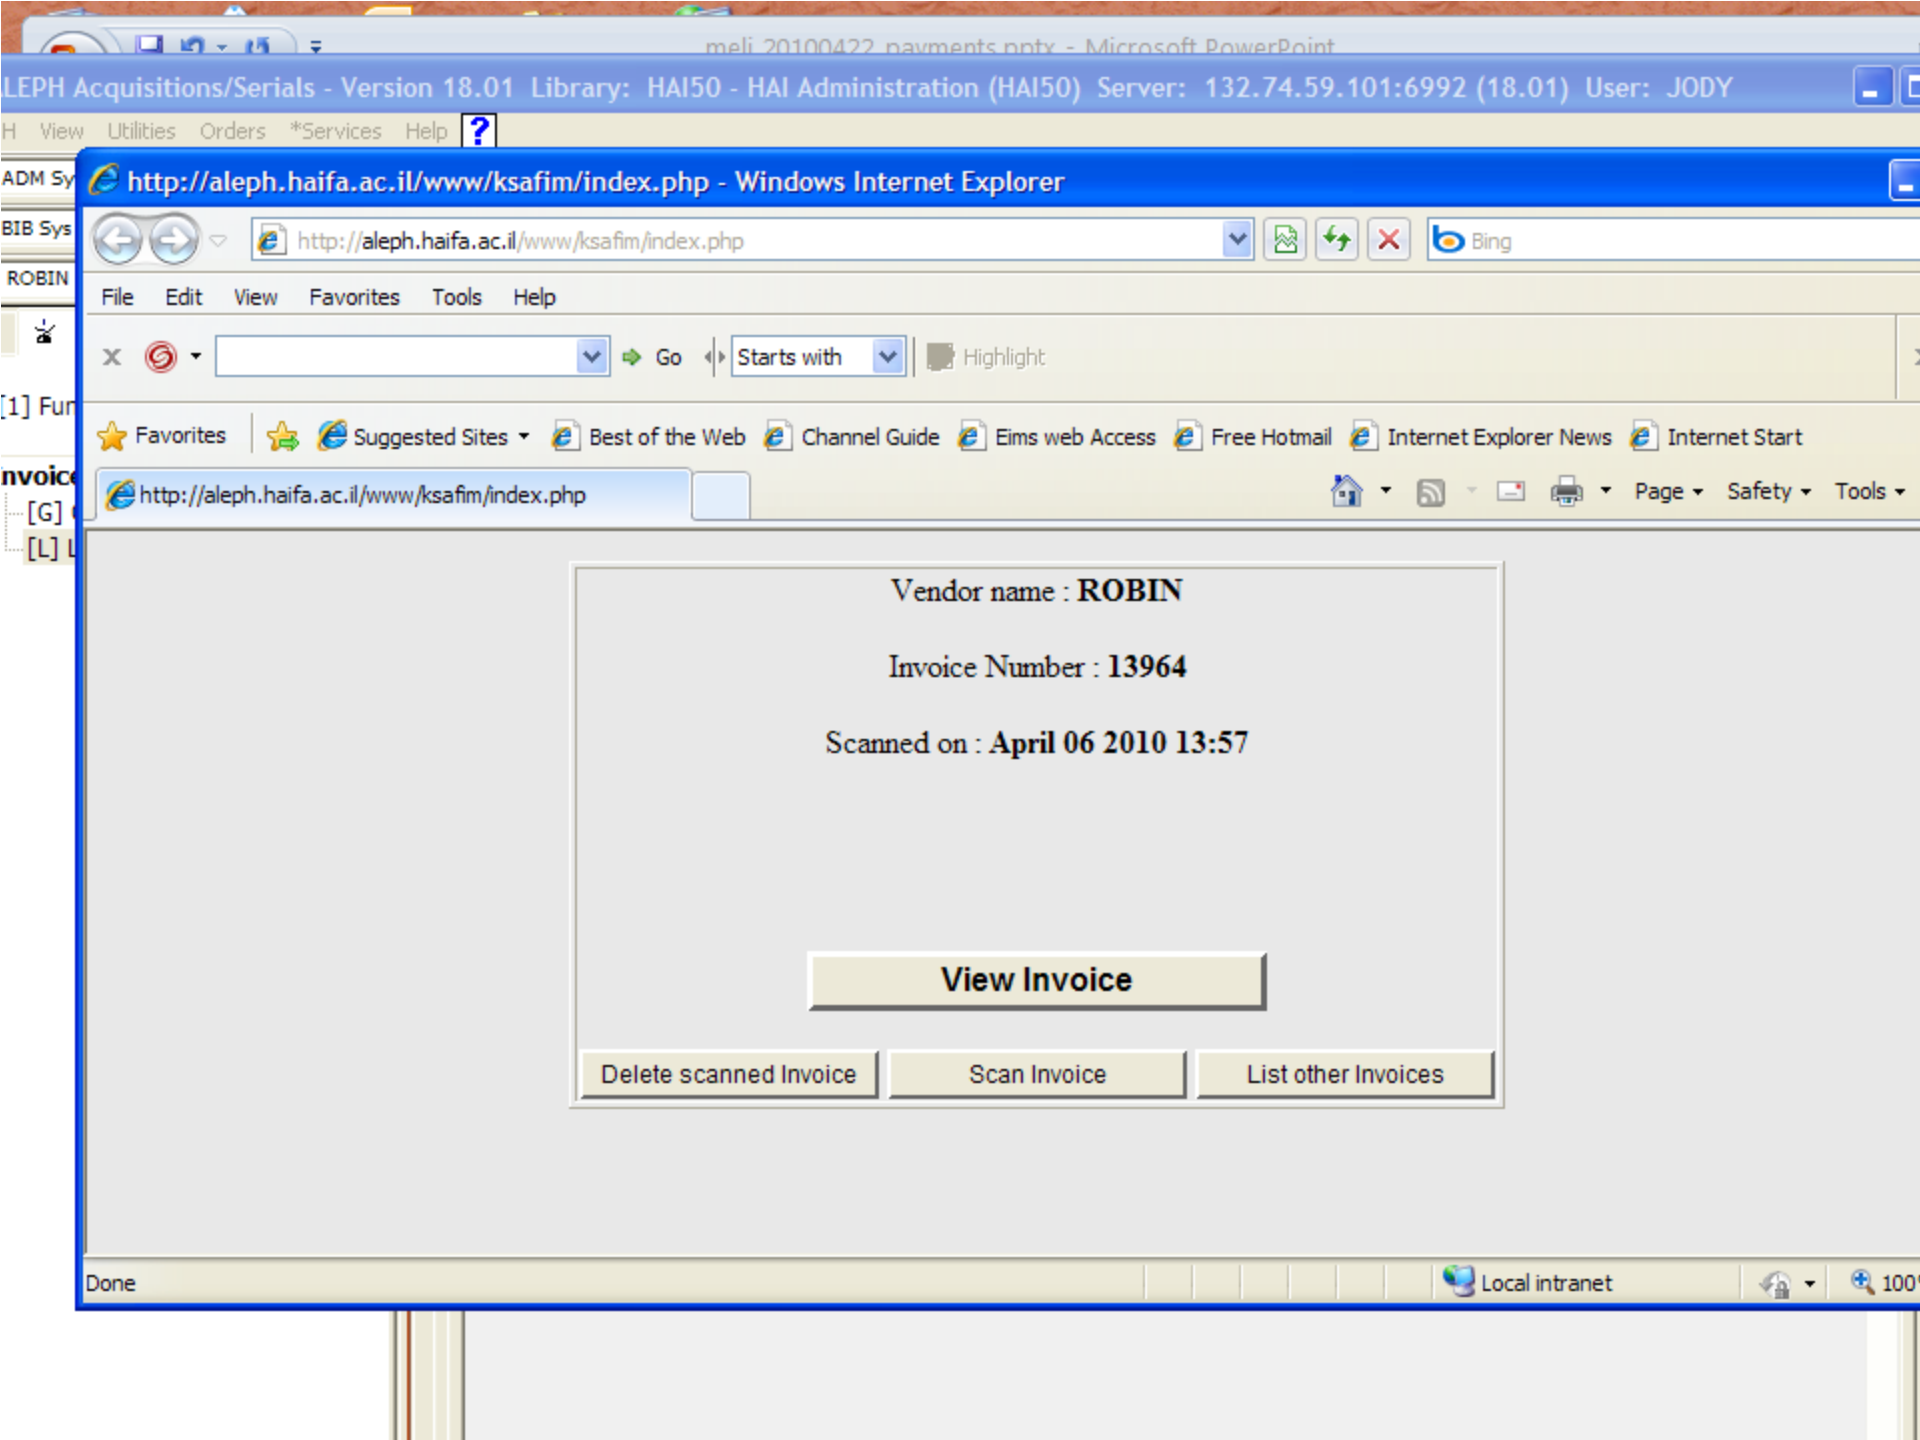 meli_20100422_payments.pptx - Microsoft PowerPoint
LEPH Acquisitions/Serials - Version 18.01 Library: HAI50 - HAI Administration (HAI50) Server: 132.74.59.101:6992 (18.01) User: JODY
H View Utilities Orders *Services Help ?
ADM Sy
http://aleph.haifa.ac.il/www/ksafim/index.php - Windows Internet Explorer
BIB Sys
http://aleph.haifa.ac.il/www/ksafim/index.php Bing
ROBIN
File Edit View Favorites Tools Help
X Go Starts with Highlight
[1] Fun
Favorites Suggested Sites Best of the Web Channel Guide Eims web Access Free Hotmail Internet Explorer News Internet Start
nvoice
http://aleph.haifa.ac.il/www/ksafim/index.php Page Safety Tools
[G]
[L] L
Vendor name : ROBIN
Invoice Number : 13964
Scanned on : April 06 2010 13:57
View Invoice
Delete scanned Invoice Scan Invoice List other Invoices
Done Local intranet 100%